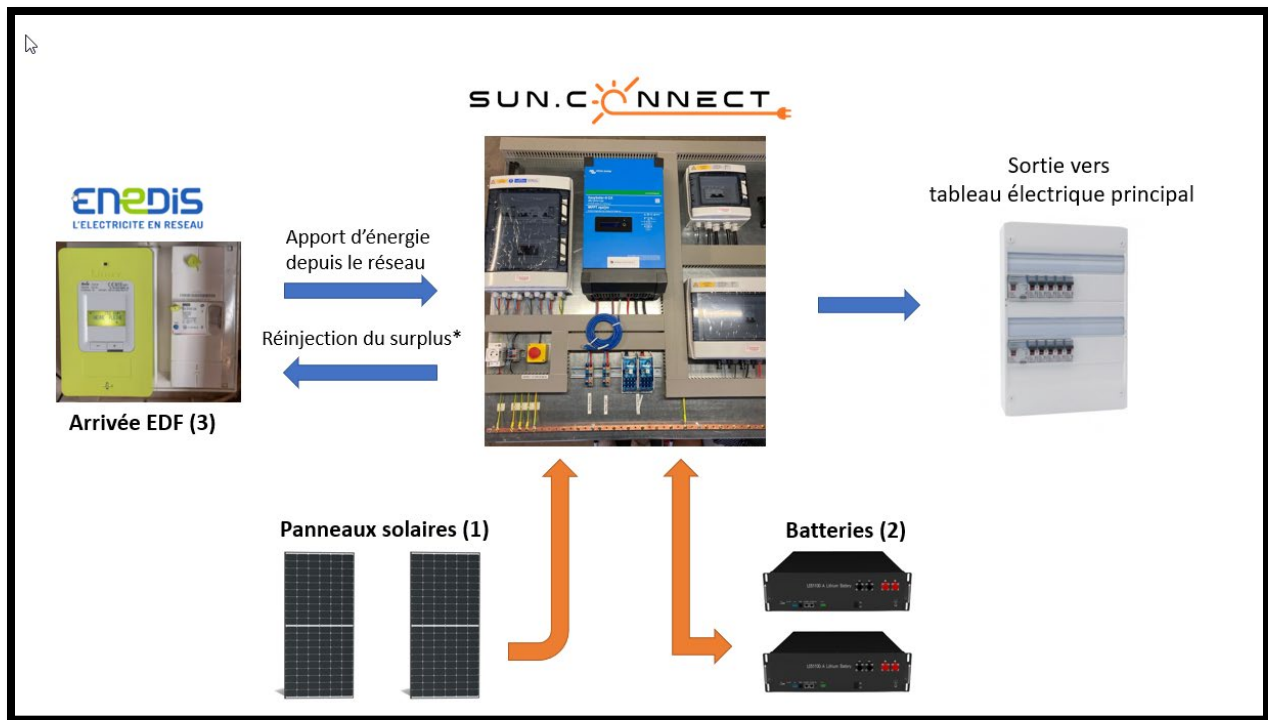 SUN.CONNECT
Sortie vers
tableau électrique principal
enedis
L'ELECTRICITE EN RESEAU
Apport d'énergie
depuis le réseau
Réinjection du surplus*
Arrivée EDF (3)
Panneaux solaires (1)
Batteries (2)